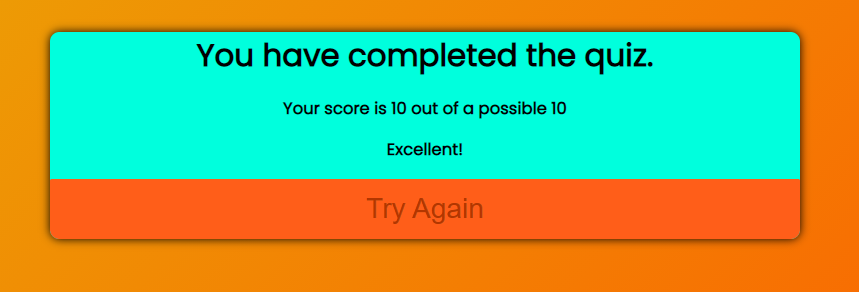 You have completed the quiz.
Your score is 10 out of a possible 10
Excellent!
Try Again